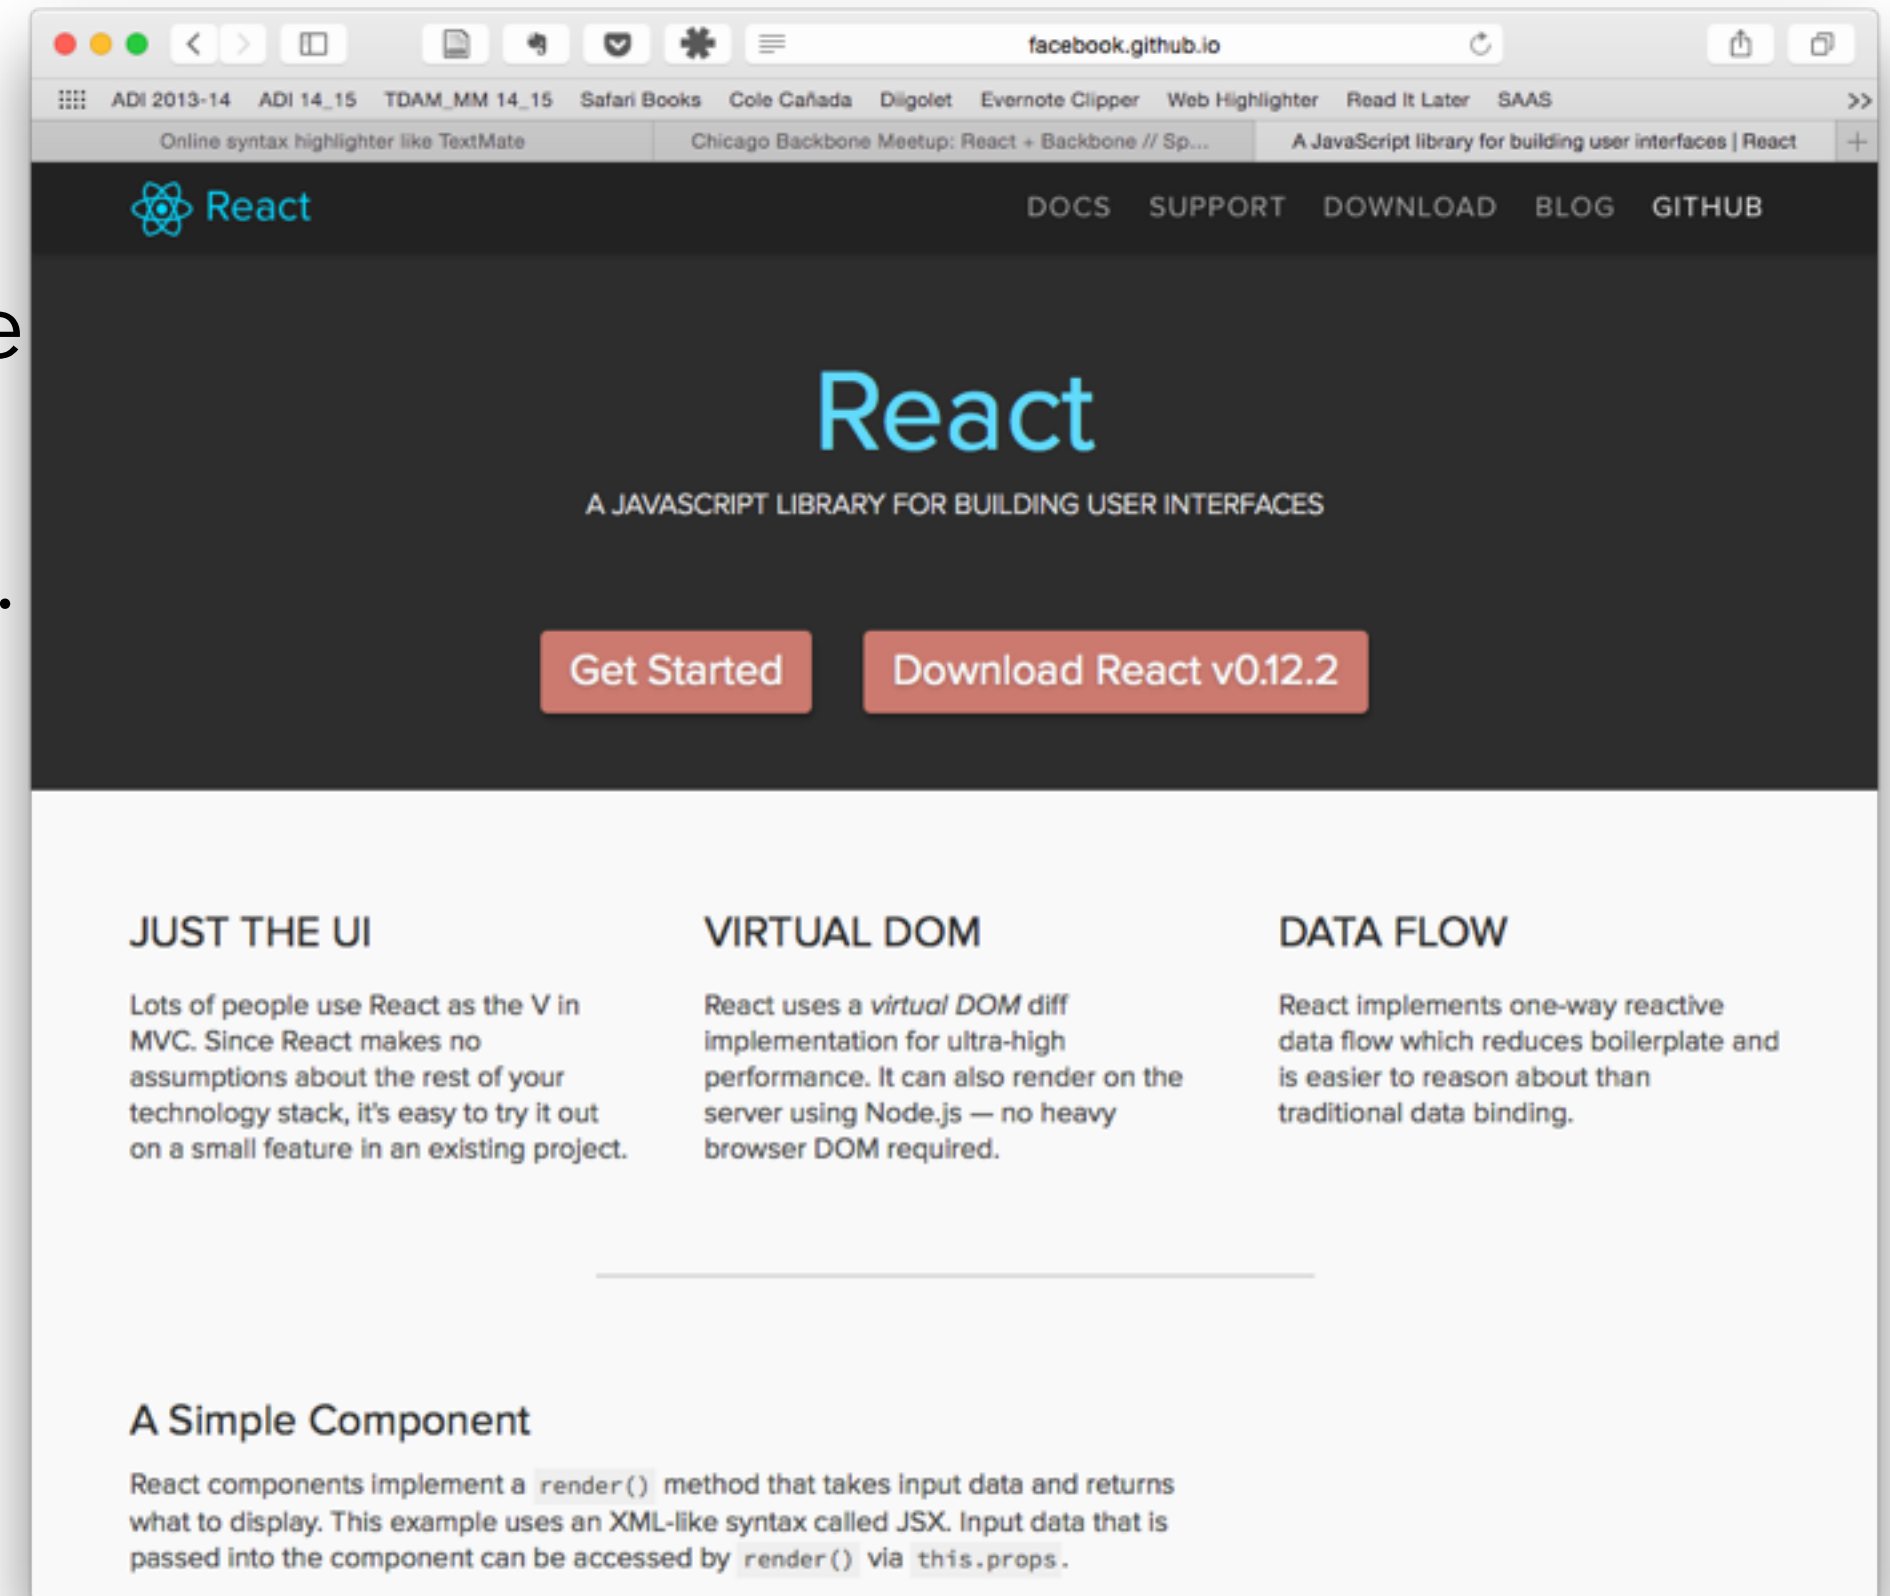 facebook.github.io
ADI 2013-14 ADI 14_15 TDAM_MM 14_15 Safari Books Cole Cañada Diigolet Evernote Clipper Web Highlighter Read It Later SAAS >>
Online syntax highlighter like TextMate Chicago Backbone Meetup: React + Backbone // Sp... A JavaScript library for building user interfaces | React +
React DOCS SUPPORT DOWNLOAD BLOG GITHUB
e
React
A JAVASCRIPT LIBRARY FOR BUILDING USER INTERFACES
.
Get Started Download React v0.12.2
JUST THE UI
Lots of people use React as the V in
MVC. Since React makes no
assumptions about the rest of your
technology stack, it's easy to try it out
on a small feature in an existing project.
VIRTUAL DOM
React uses a virtual DOM diff
implementation for ultra-high
performance. It can also render on the
server using Node.js — no heavy
browser DOM required.
DATA FLOW
React implements one-way reactive
data flow which reduces boilerplate and
is easier to reason about than
traditional data binding.
A Simple Component
React components implement a render() method that takes input data and returns
what to display. This example uses an XML-like syntax called JSX. Input data that is
passed into the component can be accessed by render() via this.props.